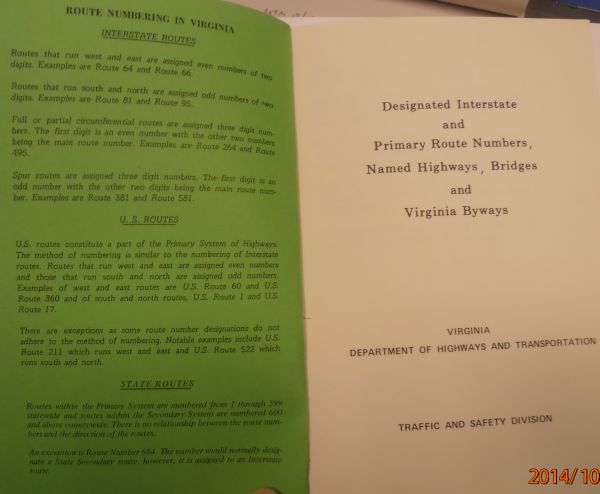 ROUTE NUMBERING IN VIRGINIA
INTERSTATE ROUTES
Routes that run west and east are assigned even numbers of two
digits. Examples are Route 64 and Route 66.
Routes that run south and north are assigned odd numbers of two
digits. Examples are Route 81 and Route 95.
Full or partial circumferential routes are assigned three digit num-
bers. The first digit is an even number with the other two numbers
being the main route number. Examples are Route 264 and Route
495.
Spur routes are assigned three digit numbers. The first digit is an
odd number with the other two digits being the main route num-
ber. Examples are Route 381 and Route 581.
U. S. ROUTES
U.S. routes constitute a part of the Primary System of Highways.
The method of numbering is similar to the numbering of Interstate
routes. Routes that run west and east are assigned even numbers
and those that run south and north are assigned odd numbers.
Examples of west and east routes are U.S. Route 60 and U.S.
Route 360 and of south and north routes, U.S. Route 1 and U.S.
Route 17.
There are exceptions as some route number designations do not
adhere to the method of numbering. Notable examples include U.S.
Route 211 which runs west and east and U.S. Route 522 which
runs south and north.
STATE ROUTES
Routes within the Primary System are numbered from 1 through 599
statewide and routes within the Secondary System are numbered 600
and above countywide. There is no relationship between the route num-
bers and the direction of the routes.
An exception is Route Number 664. The number would normally desig-
nate a State Secondary route; however, it is assigned to an Interstate
route.
Designated Interstate
and
Primary Route Numbers,
Named Highways, Bridges
and
Virginia Byways
VIRGINIA
DEPARTMENT OF HIGHWAYS AND TRANSPORTATION
TRAFFIC AND SAFETY DIVISION
2014/10